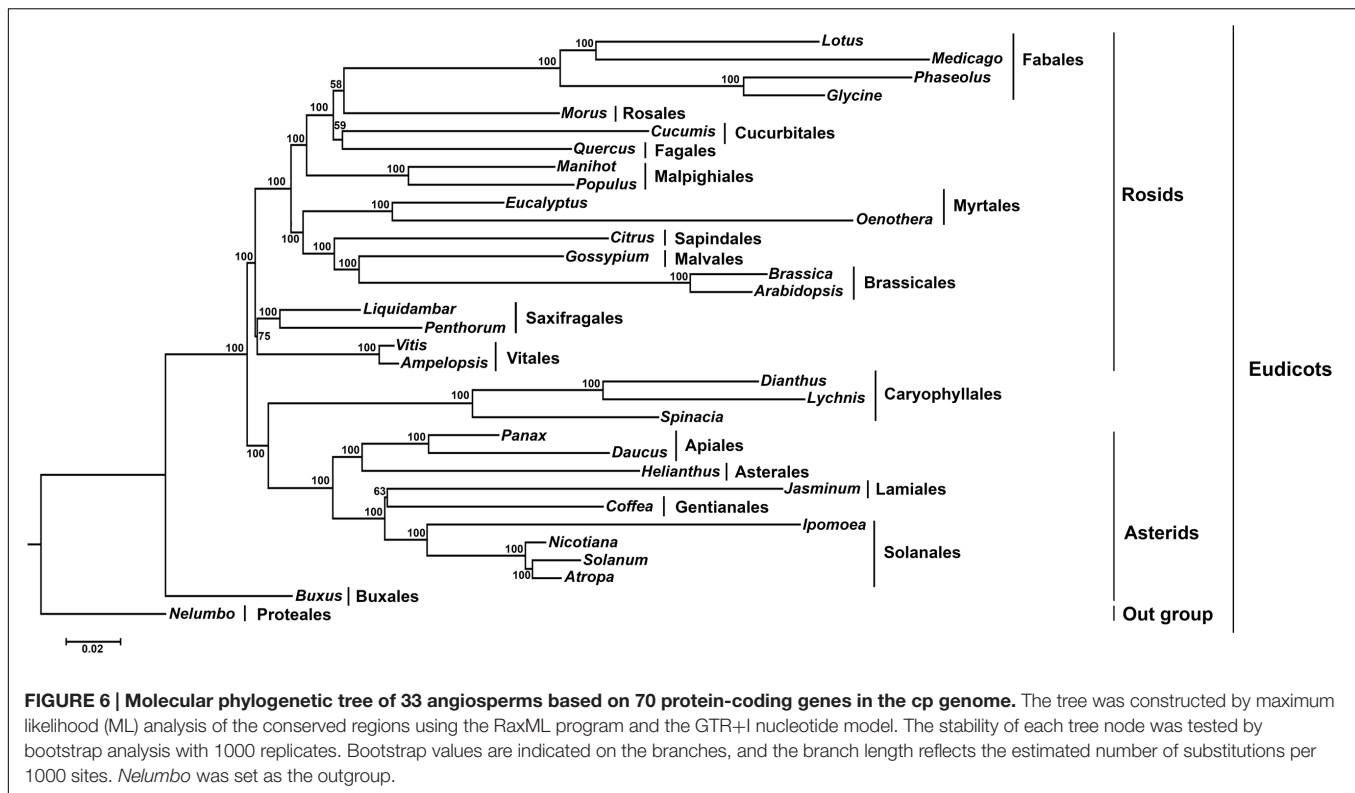 100
Lotus
100
Medicago
Fabales
100
Phaseolus
58
Glycine
100
Morus
Rosales
59
Cucumis
Cucurbitales
100
Quercus
Fagales
100
Manihot
Malpighiales
Populus
Rosids
100
100
Eucalyptus
Myrtales
Oenothera
100
100
Citrus
Sapindales
100
Gossypium
Malvales
100
Brassica
Brassicales
Arabidopsis
100
100
Liquidambar
Saxifragales
Penthorum
75
100
100
Vitis
Vitales
Ampelopsis
Eudicots
100
100
Dianthus
Lychnis
Caryophyllales
Spinacia
100
100
100
Panax
Apiales
Daucus
Helianthus
Asterales
100
63
Jasminum
Lamiales
Coffea
Gentianales
100
100
Ipomoea
Asterids
100
Nicotiana
Solanales
Solanum
100
Atropa
Buxus
Buxales
Nelumbo
Proteales
Out group
0.02
FIGURE 6 | Molecular phylogenetic tree of 33 angiosperms based on 70 protein-coding genes in the cp genome. The tree was constructed by maximum
likelihood (ML) analysis of the conserved regions using the RaxML program and the GTR+I nucleotide model. The stability of each tree node was tested by
bootstrap analysis with 1000 replicates. Bootstrap values are indicated on the branches, and the branch length reflects the estimated number of substitutions per
1000 sites. Nelumbo was set as the outgroup.